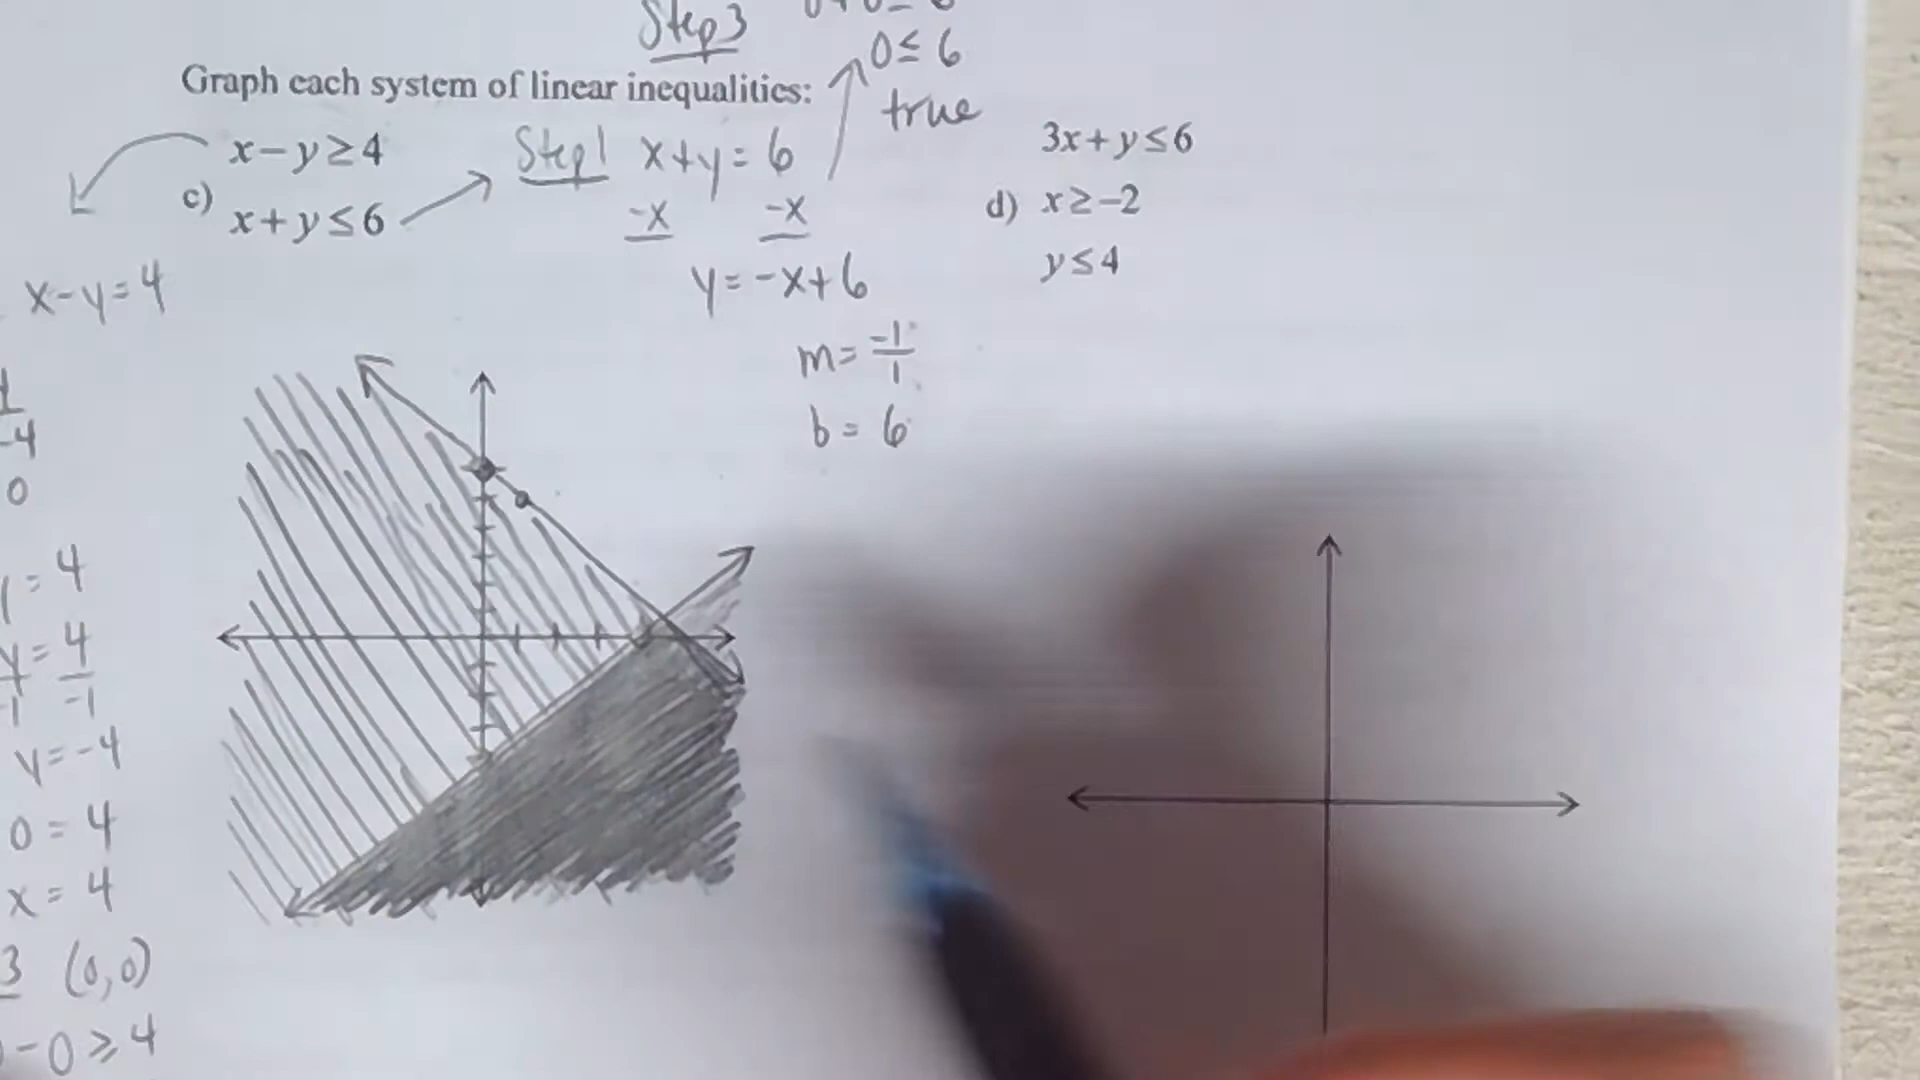 Step 3
0 ≤ 6
true
Graph each system of linear inequalities:
c)
x − y ≥ 4
x + y ≤ 6
Step 1 x + y = 6
-x -x
y = -x + 6
m = -1/1
b = 6
d)
3x + y ≤ 6
x ≥ −2
y ≤ 4
x - y = 4
-4
0
= 4
y = 4
-1 -1
y = -4
0 = 4
x = 4
3 (0,0)
- 0 ≥ 4